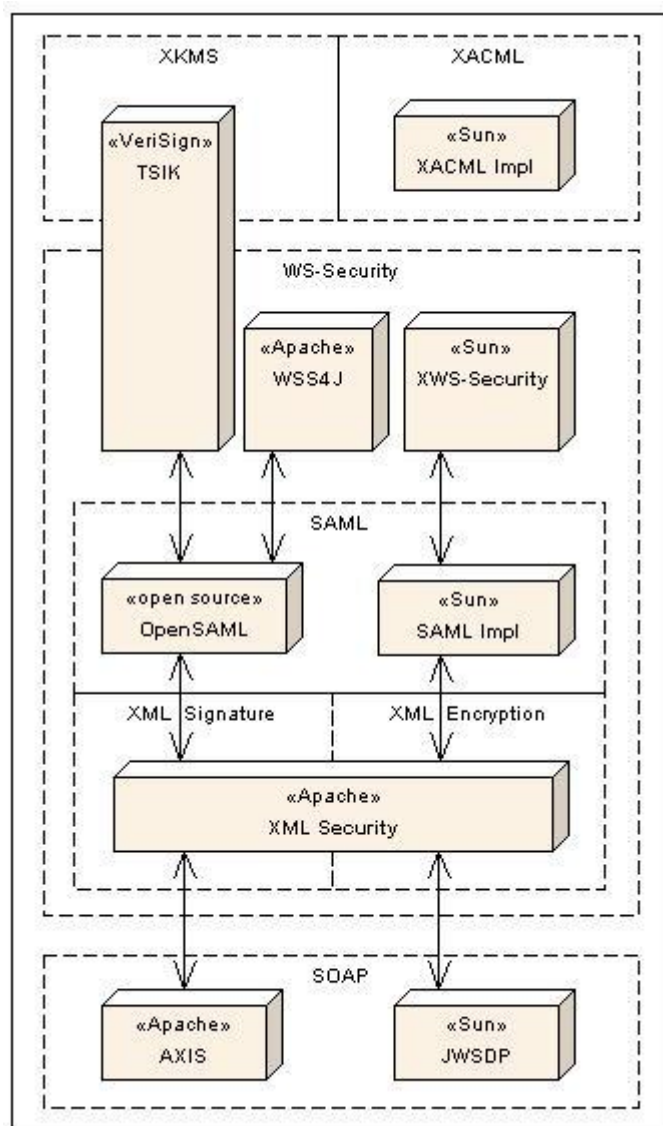 XKMS
XACML
«VeriSign»
TSIK
«Sun»
XACML Impl
WS-Security
«Apache»
WSS4J
«Sun»
XWS-Security
SAML
«open source»
OpenSAML
«Sun»
SAML Impl
XML Signature
XML Encryption
«Apache»
XML Security
SOAP
«Apache»
AXIS
«Sun»
JWSDP